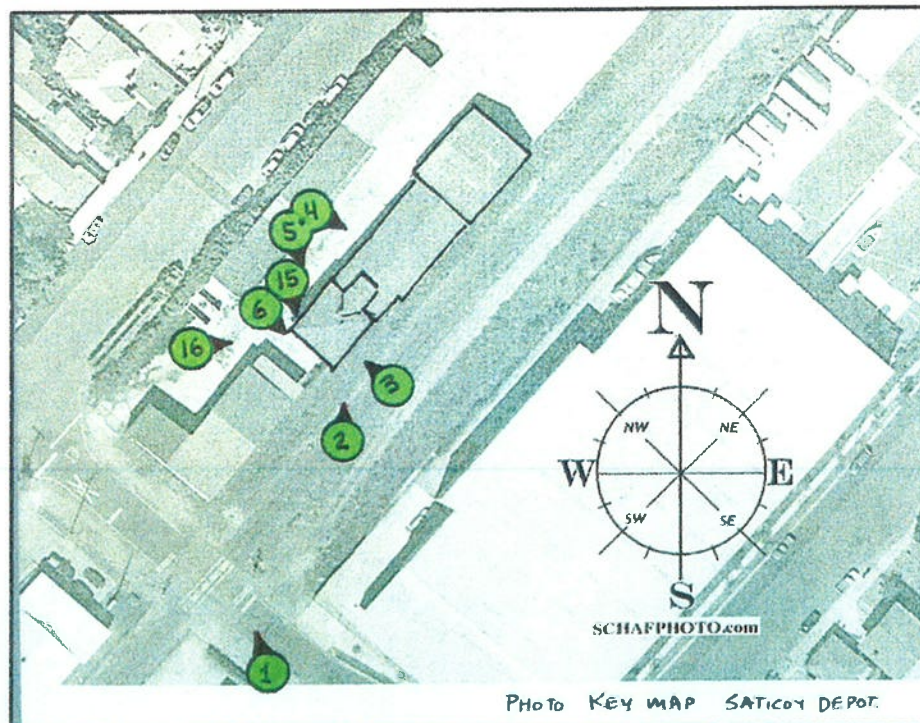 5 • 4
15
6
16
3
2
N
NW NE
W E
SW SE
S
SCHAFPHOTO.com
1
PHOTO KEY MAP SATICOY DEPOT.